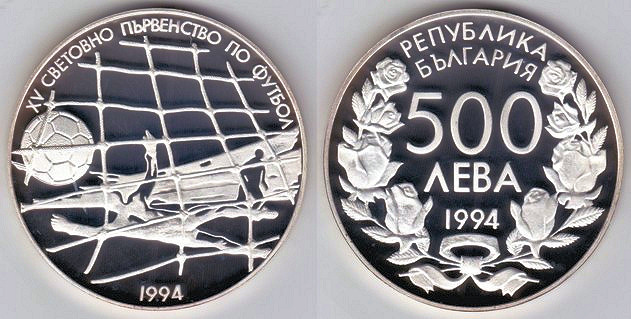 XV СВЕТОВНО ПЪРВЕНСТВО ПО ФУТБОЛ
1994
РЕПУБЛИКА
БЪЛГАРИЯ
500
ЛЕВА
1994